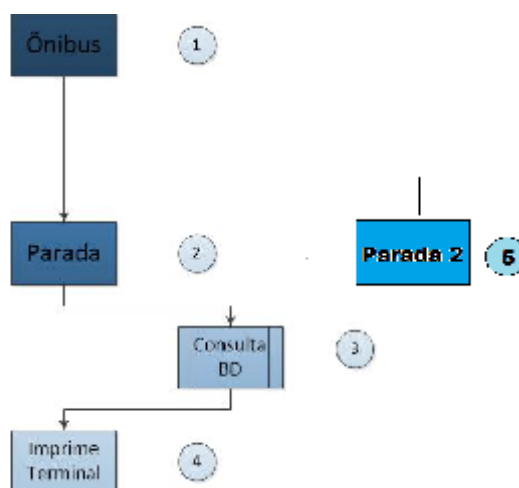 Ônibus
1
Parada
2
Parada 2
5
Consulta
BD
3
Imprime
Terminal
4